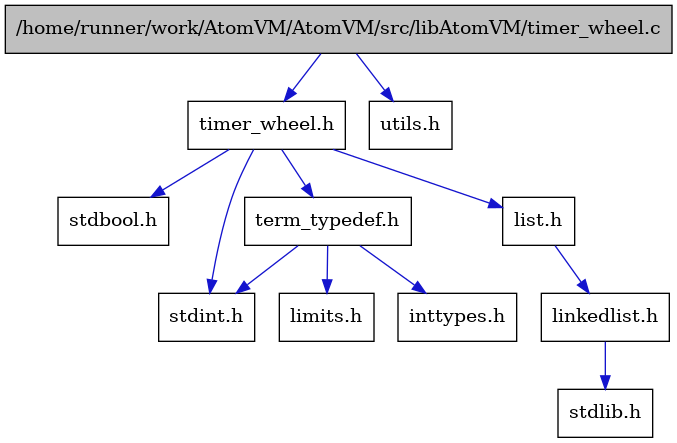 /home/runner/work/AtomVM/AtomVM/src/libAtomVM/timer_wheel.c
timer_wheel.h
utils.h
stdbool.h
term_typedef.h
list.h
stdint.h
limits.h
inttypes.h
linkedlist.h
stdlib.h